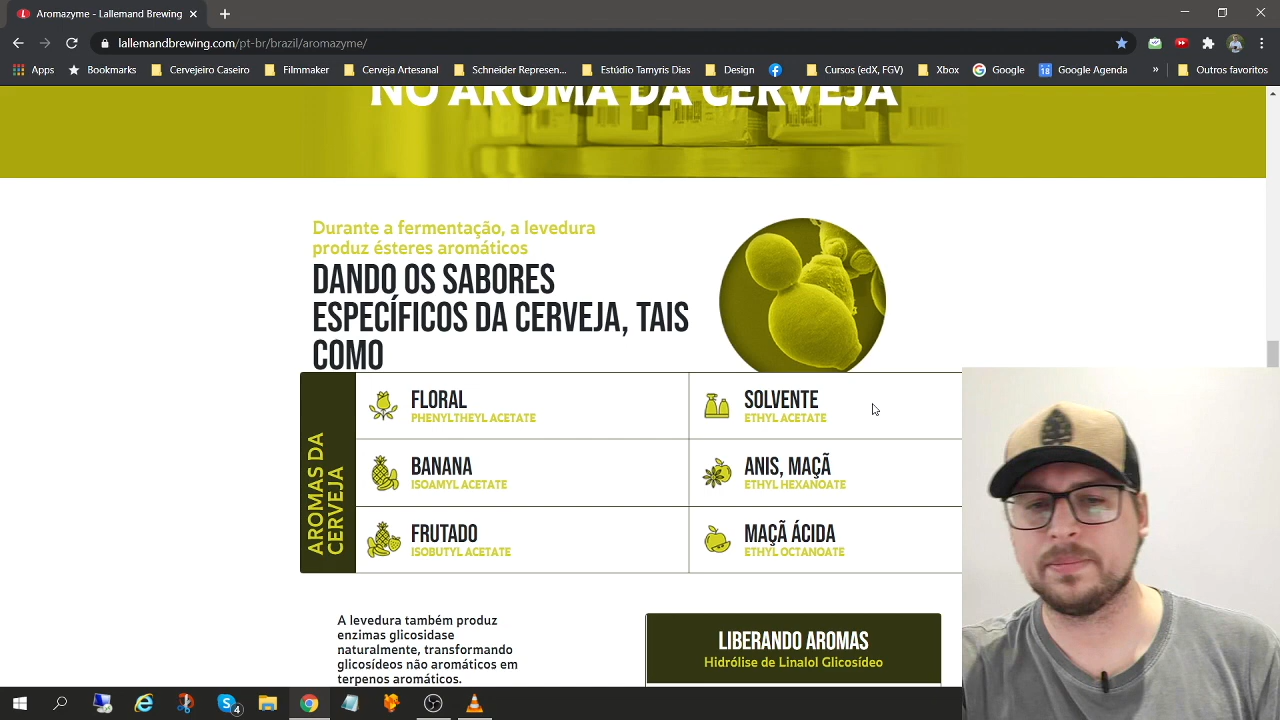 Aromazyme | Lallemand Brewing
lallemandbrewing.com/pt-br/brazil/aromazyme/
Apps
Bookmarks
Cervejeiro Caseiro
Filmmaker
Cerveja Artesanal
Schneider Represen...
Estúdio Tamyris Dias
Design
Cursos (edX, FGV)
Xbox
Google
18
Google Agenda
»
Outros favoritos
NO AROMA DA CERVEJA
Durante a fermentação, a levedura
produz ésteres aromáticos
DANDO OS SABORES
ESPECÍFICOS DA CERVEJA, TAIS
COMO
AROMAS DA
CERVEJA
FLORAL
PHENYLTHEYL ACETATE
SOLVENTE
ETHYL ACETATE
BANANA
ISOAMYL ACETATE
ANIS, MAÇÃ
ETHYL HEXANOATE
FRUTADO
ISOBUTYL ACETATE
MAÇÃ ÁCIDA
ETHYL OCTANOATE
A levedura também produz
enzimas glicosidase
naturalmente, transformando
glicosídeos não aromáticos em
terpenos aromáticos.
LIBERANDO AROMAS
Hidrólise de Linalol Glicosídeo
4